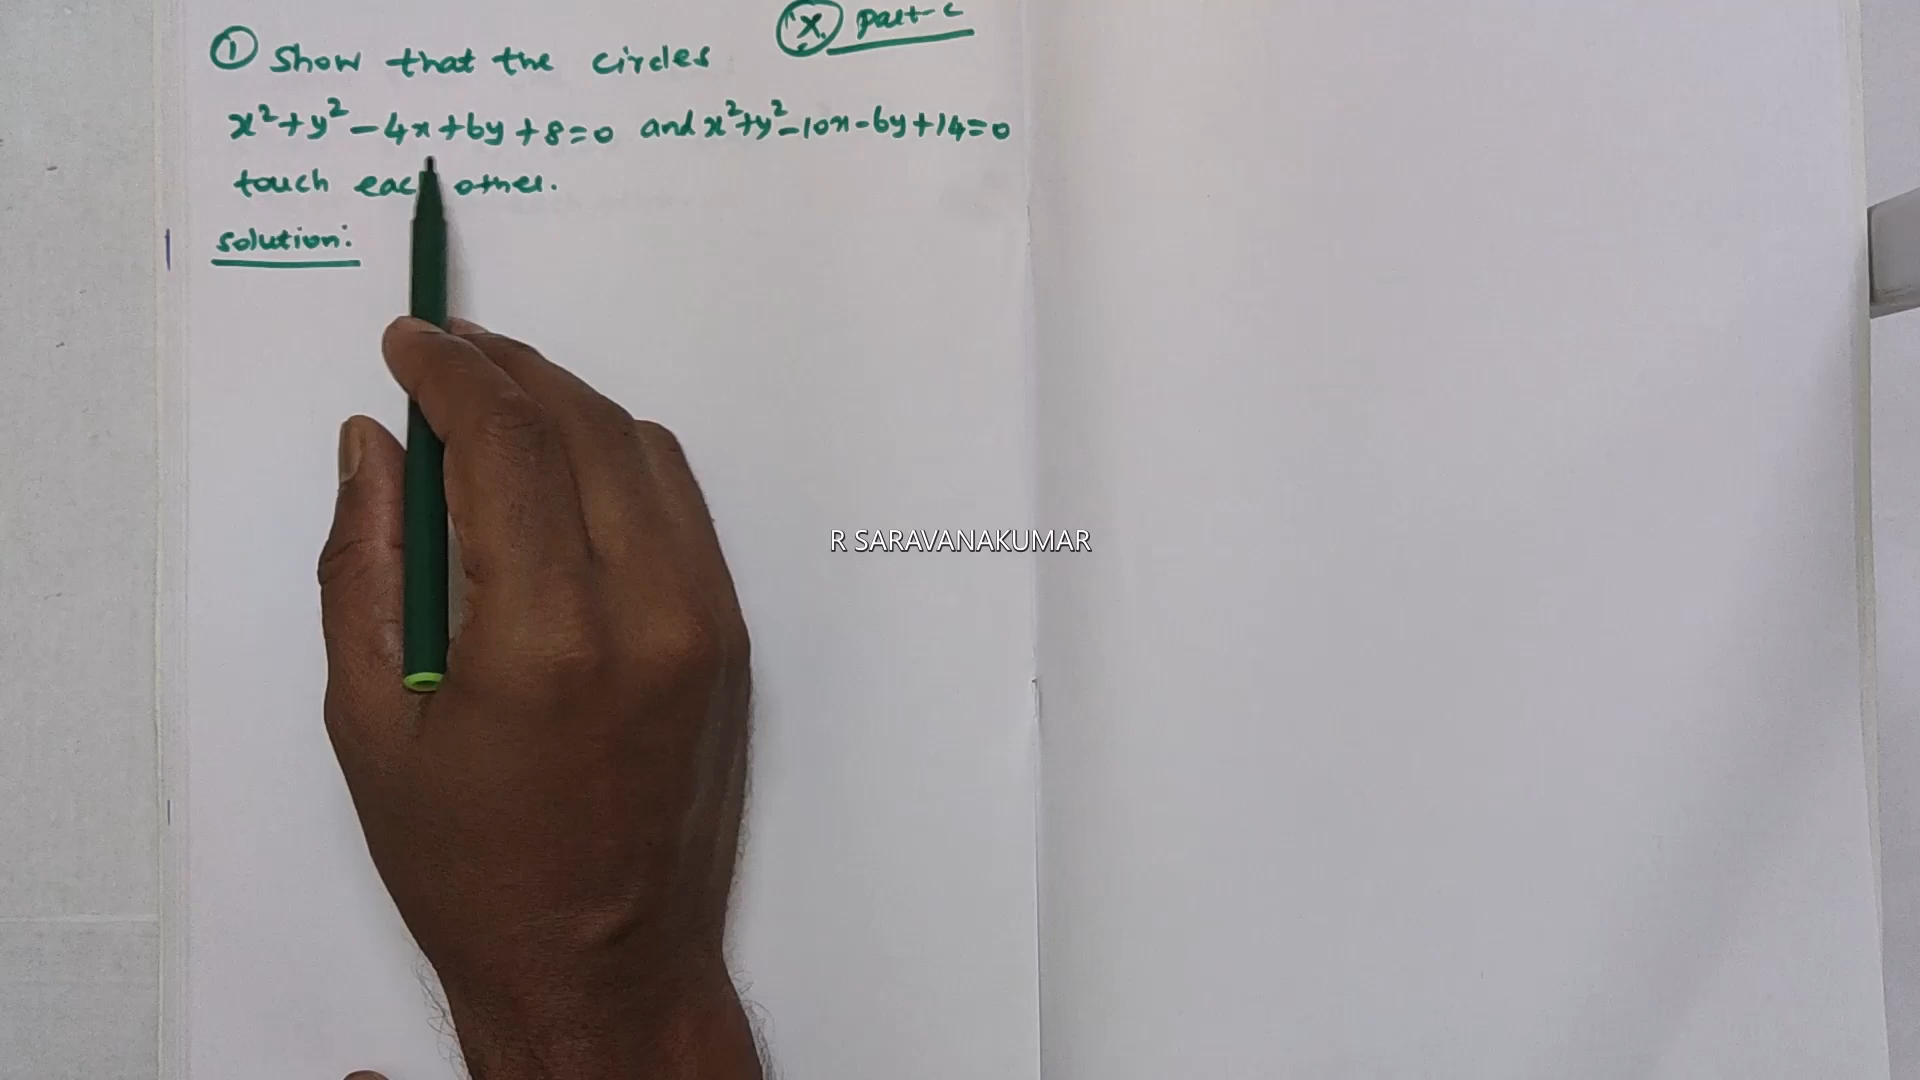 ① Show that the circles
(X) part-c
x²+y²-4x+6y+8=0 and x²+y²-10x-6y+14=0
touch each other.
Solution:
R SARAVANAKUMAR